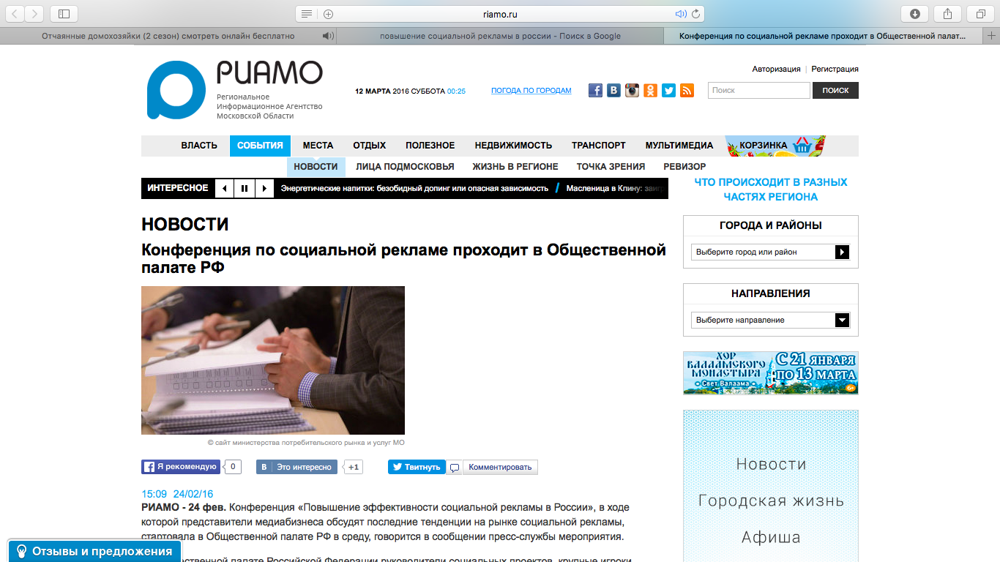 riamo.ru
Отчаянные домохозяйки (2 сезон) смотреть онлайн бесплатно
повышение социальной рекламы в россии - Поиск в Google
Конференция по социальной рекламе проходит в Общественной палат...
РИАМО
Региональное
Информационное Агентство
Московской Области
12 МАРТА 2016 СУББОТА 00:25
ПОГОДА ПО ГОРОДАМ
Авторизация | Регистрация
Поиск
ПОИСК
ВЛАСТЬ СОБЫТИЯ МЕСТА ОТДЫХ ПОЛЕЗНОЕ НЕДВИЖИМОСТЬ ТРАНСПОРТ МУЛЬТИМЕДИА КОРЗИНКА
НОВОСТИ ЛИЦА ПОДМОСКОВЬЯ ЖИЗНЬ В РЕГИОНЕ ТОЧКА ЗРЕНИЯ РЕВИЗОР
ИНТЕРЕСНОЕ Энергетические напитки: безобидный допинг или опасная зависимость / Масленица в Клину: заигр
ЧТО ПРОИСХОДИТ В РАЗНЫХ
ЧАСТЯХ РЕГИОНА
ГОРОДА И РАЙОНЫ
Выберите город или район
НАПРАВЛЕНИЯ
Выберите направление
ХОР
ВАЛААМСКОГО
МОНАСТЫРЯ
Свет Валаама
С 21 ЯНВАРЯ
ПО 13 МАРТА
6+
Новости
Городская жизнь
Афиша
НОВОСТИ
Конференция по социальной рекламе проходит в Общественной
палате РФ
© сайт министерства потребительского рынка и услуг МО
Я рекомендую 0
В Это интересно +1
Твитнуть
Комментировать
15:09 24/02/16
РИАМО - 24 фев. Конференция «Повышение эффективности социальной рекламы в России», в ходе
которой представители медиабизнеса обсудят последние тенденции на рынке социальной рекламы,
стартовала в Общественной палате РФ в среду, говорится в сообщении пресс-службы мероприятия.
палате Российской Федерации руководители социальных проектов, крупные игроки
Отзывы и предложения